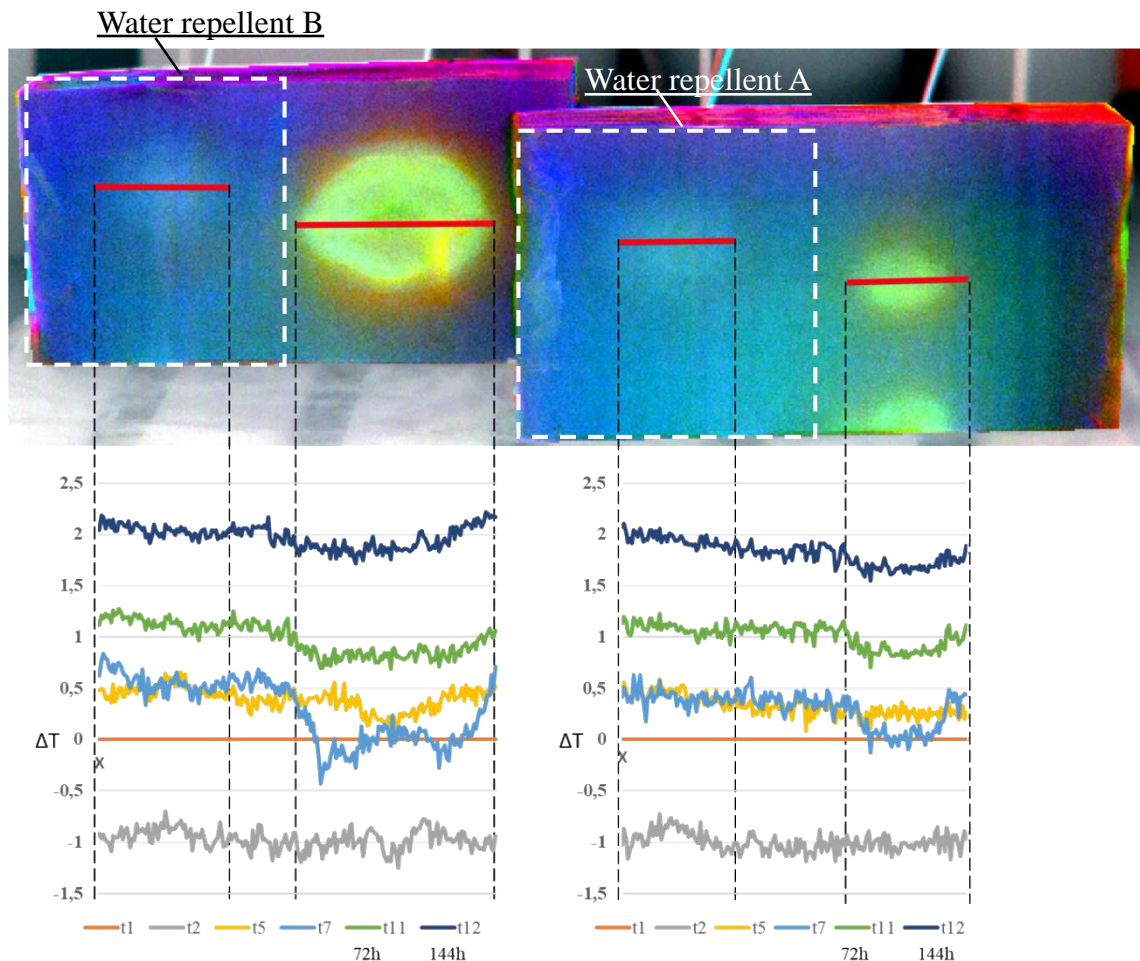 Water repellent B
Water repellent A
2,5
2
1,5
1
0,5
0
-0,5
-1
-1,5
ΔT
x
t1 t2 t5 t7 t11 t12
72h 144h
2,5
2
1,5
1
0,5
0
-0,5
-1
-1,5
ΔT
x
t1 t2 t5 t7 t11 t12
72h 144h